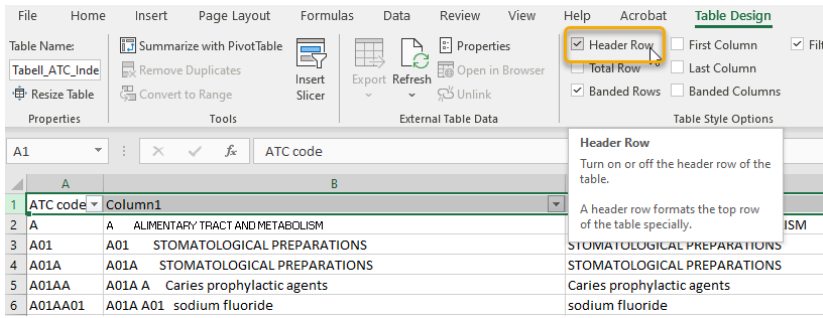 File Home Insert Page Layout Formulas Data Review View Help Acrobat Table Design
Table Name: Summarize with PivotTable Properties Header Row First Column
Tabell_ATC_Inde Remove Duplicates Insert Slicer Export Refresh Open in Browser Total Row Last Column
Resize Table Convert to Range Unlink Banded Rows Banded Columns
Properties Tools External Table Data Table Style Options
A1 fx ATC code
Header Row
Turn on or off the header row of the
table.
A header row formats the top row
of the table specially.
A B
1 ATC code Column1
2 A A ALIMENTARY TRACT AND METABOLISM ISM
3 A01 A01 STOMATOLOGICAL PREPARATIONS STOMATOLOGICAL PREPARATIONS
4 A01A A01A STOMATOLOGICAL PREPARATIONS STOMATOLOGICAL PREPARATIONS
5 A01AA A01A A Caries prophylactic agents Caries prophylactic agents
6 A01AA01 A01A A01 sodium fluoride sodium fluoride